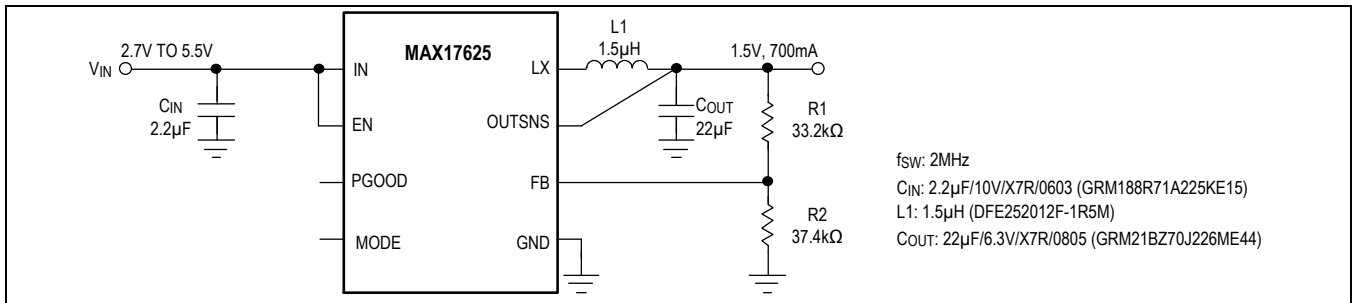 L1
1.5µH
MAX17625
2.7V TO 5.5V
1.5V, 700mA
VIN
IN
LX
CIN
2.2µF
COUT
22µF
R1
33.2kΩ
EN
OUTSNS
PGOOD
FB
R2
37.4kΩ
MODE
GND
fSW: 2MHz
CIN: 2.2µF/10V/X7R/0603 (GRM188R71A225KE15)
L1: 1.5µH (DFE252012F-1R5M)
COUT: 22µF/6.3V/X7R/0805 (GRM21BZ70J226ME44)